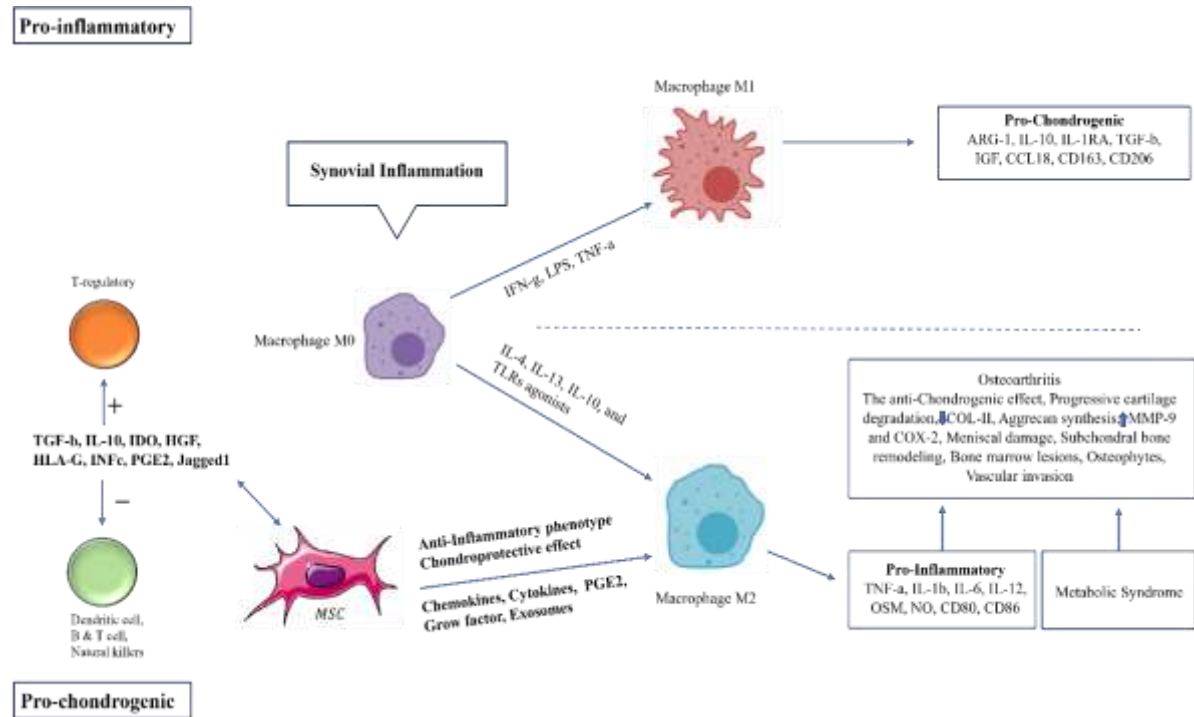 Pro-inflammatory
Macrophage M1
Pro-Chondrogenic
ARG-1, IL-10, IL-1RA, TGF-b,
IGF, CCL18, CD163, CD206
Synovial Inflammation
IFN-g, LPS, TNF-a
T-regulatory
Macrophage M0
IL-4, IL-13, IL-10, and
TLRs agonists
Osteoarthritis
The anti-Chondrogenic effect, Progressive cartilage
degradation, COL-II, Aggrecan synthesis, MMP-9
and COX-2, Meniscal damage, Subchondral bone
remodeling, Bone marrow lesions, Osteophytes,
Vascular invasion
+
TGF-b, IL-10, IDO, HGF,
HLA-G, INFc, PGE2, Jagged1
−
Anti-Inflammatory phenotype
Chondroprotective effect
Chemokines, Cytokines, PGE2,
Grow factor, Exosomes
MSC
Macrophage M2
Pro-Inflammatory
TNF-a, IL-1b, IL-6, IL-12,
OSM, NO, CD80, CD86
Metabolic Syndrome
Dendritic cell,
B & T cell,
Natural killers
Pro-chondrogenic